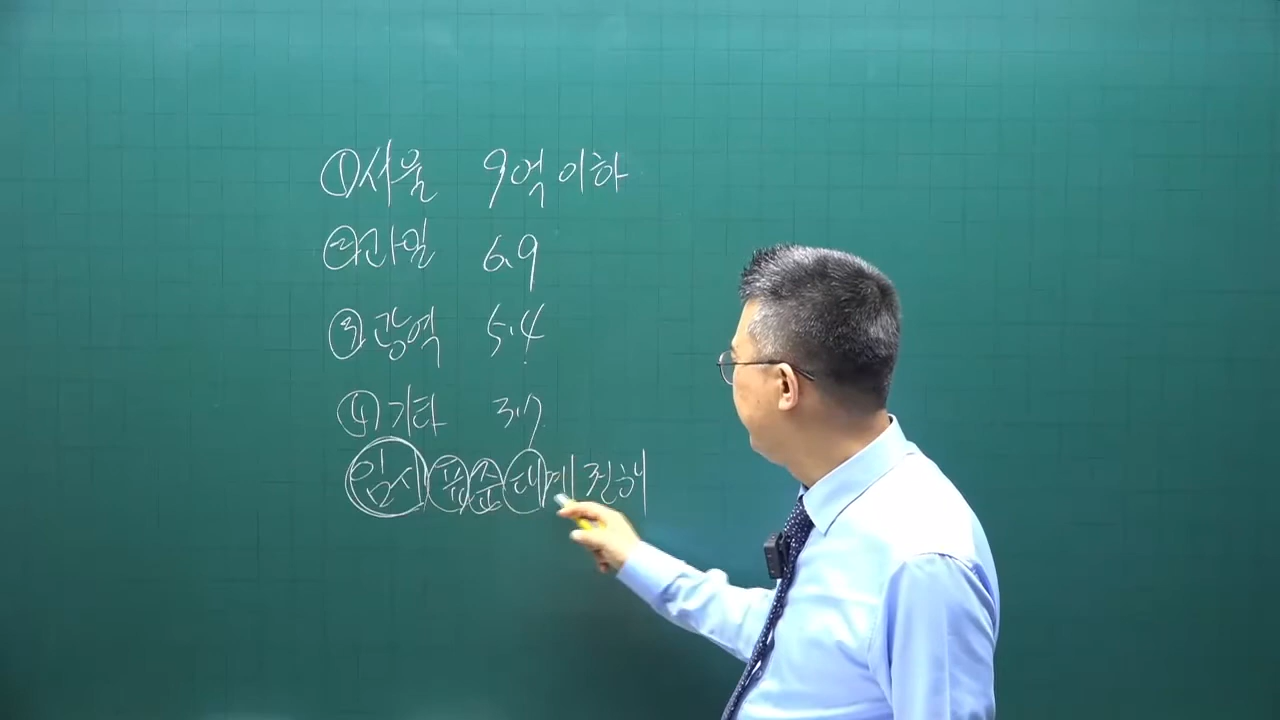 ① 서울 9억 이하
② 과밀 6.9
③ 광역 5.4
④ 기타 3.7
임시 표준대계 전해